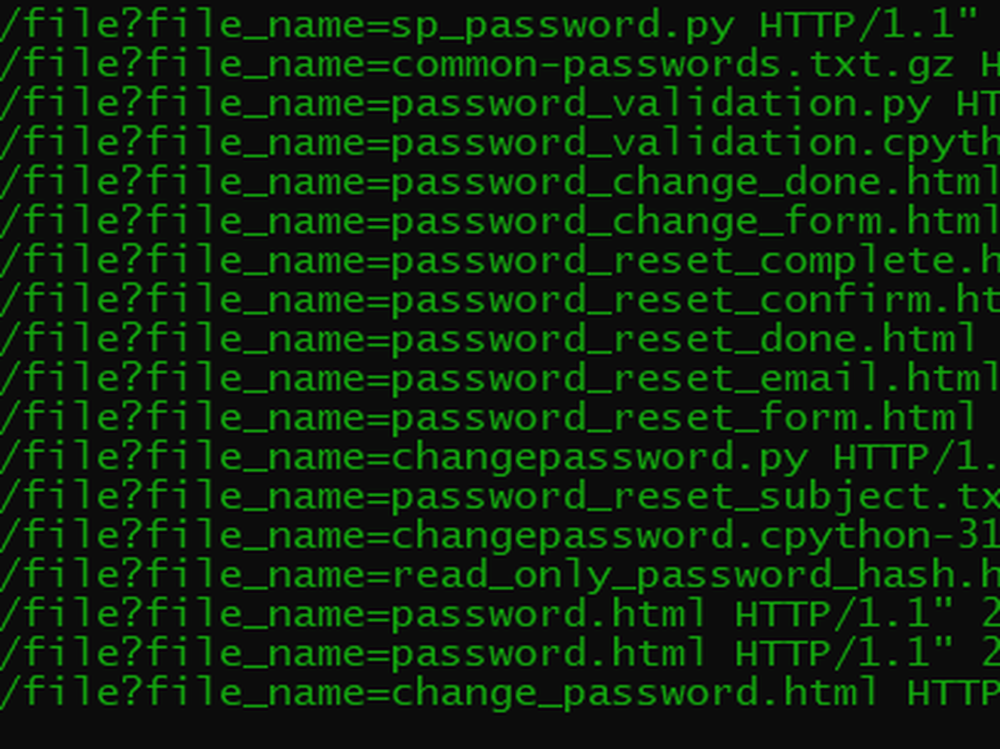 /file?file_name=sp_password.py HTTP/1.1"
/file?file_name=common-passwords.txt.gz H
/file?file_name=password_validation.py HT
/file?file_name=password_validation.cpyth
/file?file_name=password_change_done.html
/file?file_name=password_change_form.html
/file?file_name=password_reset_complete.h
/file?file_name=password_reset_confirm.ht
/file?file_name=password_reset_done.html
/file?file_name=password_reset_email.html
/file?file_name=password_reset_form.html
/file?file_name=changepassword.py HTTP/1.
/file?file_name=password_reset_subject.tx
/file?file_name=changepassword.cpython-31
/file?file_name=read_only_password_hash.h
/file?file_name=password.html HTTP/1.1" 2
/file?file_name=password.html HTTP/1.1" 2
/file?file_name=change_password.html HTTP